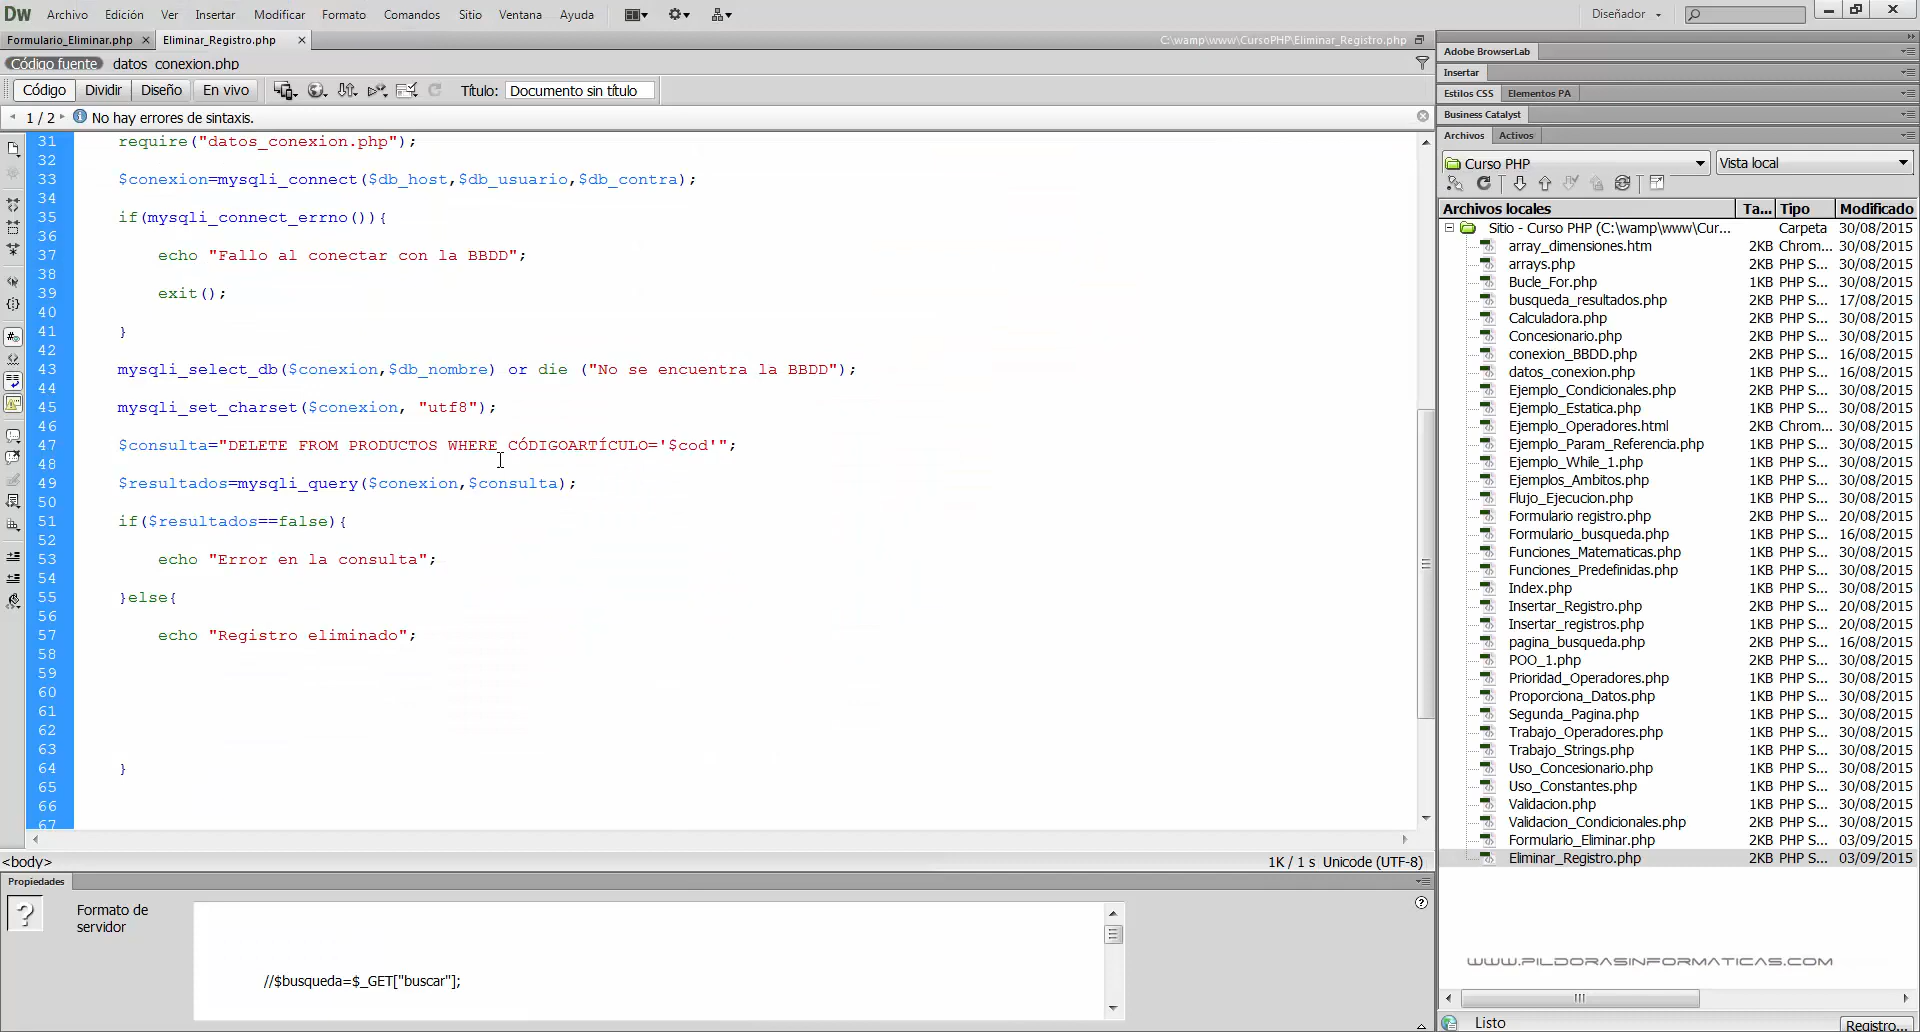 Dw Archivo Edición Ver Insertar Modificar Formato Comandos Sitio Ventana Ayuda Diseñador
Formulario_Eliminar.php × Eliminar_Registro.php × C:\wamp\www\CursoPHP\Eliminar_Registro.php
Código fuente datos_conexion.php
Código Dividir Diseño En vivo Título: Documento sin título
1 / 2 No hay errores de sintaxis.
31 require("datos_conexion.php");
32
33 $conexion=mysqli_connect($db_host,$db_usuario,$db_contra);
34
35 if(mysqli_connect_errno()){
36
37 echo "Fallo al conectar con la BBDD";
38
39 exit();
40
41 }
42
43 mysqli_select_db($conexion,$db_nombre) or die ("No se encuentra la BBDD");
44
45 mysqli_set_charset($conexion, "utf8");
46
47 $consulta="DELETE FROM PRODUCTOS WHERE CÓDIGOARTÍCULO='$cod'";
48
49 $resultados=mysqli_query($conexion,$consulta);
50
51 if($resultados==false){
52
53 echo "Error en la consulta";
54
55 }else{
56
57 echo "Registro eliminado";
58
59
60
61
62
63
64 }
65
66
67
<body> 1K / 1 s Unicode (UTF-8)
Propiedades
? Formato de
servidor
//$busqueda=$_GET["buscar"];
Adobe BrowserLab
Insertar
Estilos CSS Elementos PA
Business Catalyst
Archivos Activos
Curso PHP Vista local
Archivos locales Ta... Tipo Modificado
Sitio - Curso PHP (C:\wamp\www\Cur... Carpeta 30/08/2015
array_dimensiones.htm 2KB Chrom... 30/08/2015
arrays.php 2KB PHP S... 30/08/2015
Bucle_For.php 1KB PHP S... 30/08/2015
busqueda_resultados.php 2KB PHP S... 17/08/2015
Calculadora.php 2KB PHP S... 30/08/2015
Concesionario.php 2KB PHP S... 30/08/2015
conexion_BBDD.php 2KB PHP S... 16/08/2015
datos_conexion.php 1KB PHP S... 16/08/2015
Ejemplo_Condicionales.php 2KB PHP S... 30/08/2015
Ejemplo_Estatica.php 1KB PHP S... 30/08/2015
Ejemplo_Operadores.html 2KB Chrom... 30/08/2015
Ejemplo_Param_Referencia.php 1KB PHP S... 30/08/2015
Ejemplo_While_1.php 1KB PHP S... 30/08/2015
Ejemplos_Ambitos.php 1KB PHP S... 30/08/2015
Flujo_Ejecucion.php 1KB PHP S... 30/08/2015
Formulario registro.php 2KB PHP S... 20/08/2015
Formulario_busqueda.php 1KB PHP S... 16/08/2015
Funciones_Matematicas.php 1KB PHP S... 30/08/2015
Funciones_Predefinidas.php 1KB PHP S... 30/08/2015
Index.php 1KB PHP S... 30/08/2015
Insertar_Registro.php 2KB PHP S... 20/08/2015
Insertar_registros.php 1KB PHP S... 20/08/2015
pagina_busqueda.php 2KB PHP S... 16/08/2015
POO_1.php 2KB PHP S... 30/08/2015
Prioridad_Operadores.php 1KB PHP S... 30/08/2015
Proporciona_Datos.php 1KB PHP S... 30/08/2015
Segunda_Pagina.php 1KB PHP S... 30/08/2015
Trabajo_Operadores.php 1KB PHP S... 30/08/2015
Trabajo_Strings.php 1KB PHP S... 30/08/2015
Uso_Concesionario.php 1KB PHP S... 30/08/2015
Uso_Constantes.php 1KB PHP S... 30/08/2015
Validacion.php 1KB PHP S... 30/08/2015
Validacion_Condicionales.php 2KB PHP S... 30/08/2015
Formulario_Eliminar.php 1KB PHP S... 03/09/2015
Eliminar_Registro.php 2KB PHP S... 03/09/2015
WWW.PILDORASINFORMATICAS.COM
Listo Registro...